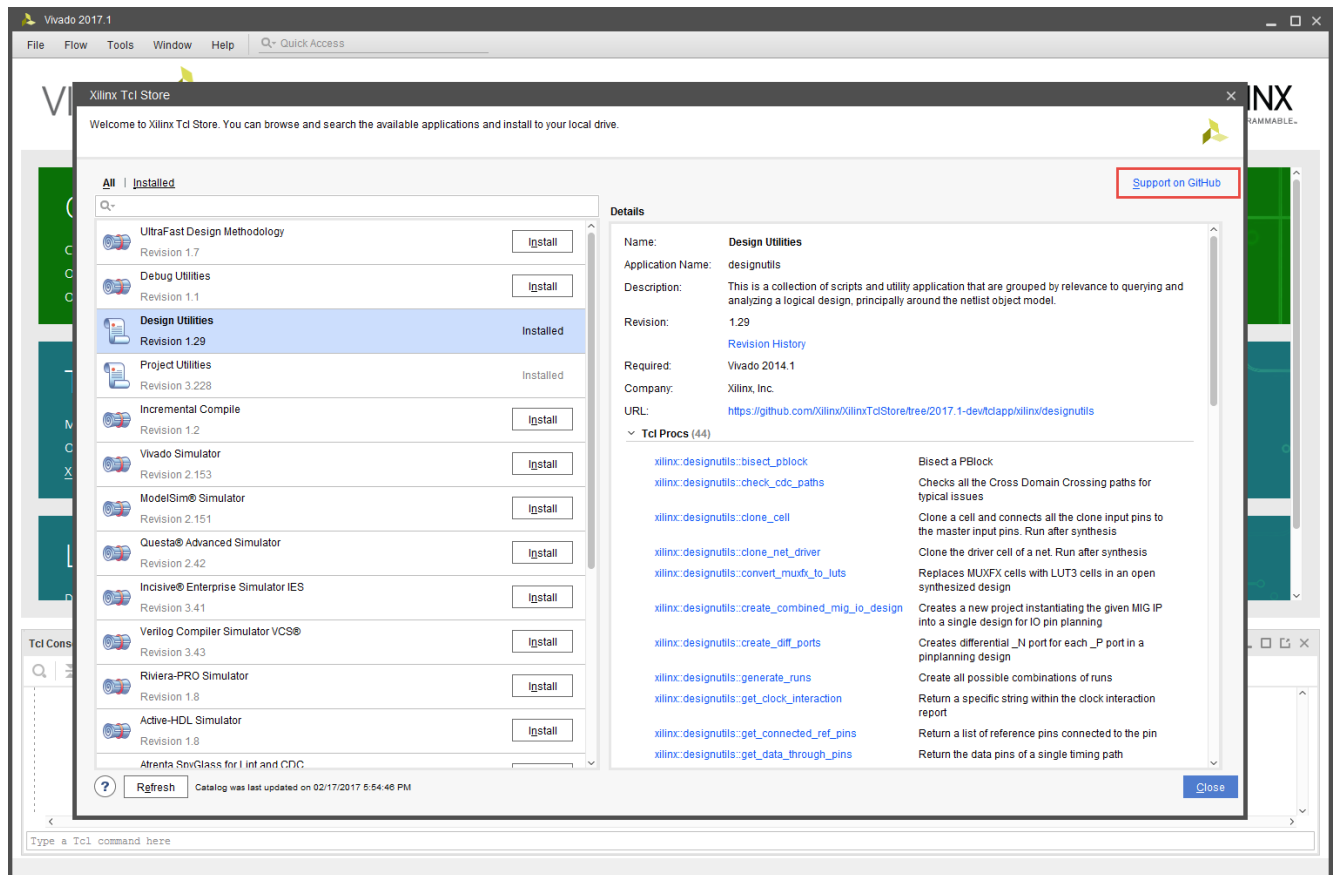 Vivado 2017.1
File Flow Tools Window Help Quick Access
Xilinx Tcl Store
Welcome to Xilinx Tcl Store. You can browse and search the available applications and install to your local drive.
RAMMABLE.
All | Installed
Support on GitHub
UltraFast Design Methodology
Revision 1.7
Install
Debug Utilities
Revision 1.1
Install
Design Utilities
Revision 1.29
Installed
Project Utilities
Revision 3.228
Installed
Incremental Compile
Revision 1.2
Install
Vivado Simulator
Revision 2.153
Install
ModelSim® Simulator
Revision 2.151
Install
Questa® Advanced Simulator
Revision 2.42
Install
Incisive® Enterprise Simulator IES
Revision 3.41
Install
Verilog Compiler Simulator VCS®
Revision 3.43
Install
Riviera-PRO Simulator
Revision 1.8
Install
Active-HDL Simulator
Revision 1.8
Install
Atrenta SpyGlass for Lint and CDC
Details
Name: Design Utilities
Application Name: designutils
Description: This is a collection of scripts and utility application that are grouped by relevance to querying and
analyzing a logical design, principally around the netlist object model.
Revision: 1.29
Revision History
Required: Vivado 2014.1
Company: Xilinx, Inc.
URL: https://github.com/Xilinx/XilinxTclStore/tree/2017.1-dev/tclapp/xilinx/designutils
Tcl Procs (44)
xilinx::designutils::bisect_pblock Bisect a PBlock
xilinx::designutils::check_cdc_paths Checks all the Cross Domain Crossing paths for
typical issues
xilinx::designutils::clone_cell Clone a cell and connects all the clone input pins to
the master input pins. Run after synthesis
xilinx::designutils::clone_net_driver Clone the driver cell of a net. Run after synthesis
xilinx::designutils::convert_muxfx_to_luts Replaces MUXFX cells with LUT3 cells in an open
synthesized design
xilinx::designutils::create_combined_mig_io_design Creates a new project instantiating the given MIG IP
into a single design for IO pin planning
xilinx::designutils::create_diff_ports Creates differential _N port for each _P port in a
pinplanning design
xilinx::designutils::generate_runs Create all possible combinations of runs
xilinx::designutils::get_clock_interaction Return a specific string within the clock interaction
report
xilinx::designutils::get_connected_ref_pins Return a list of reference pins connected to the pin
xilinx::designutils::get_data_through_pins Return the data pins of a single timing path
? Refresh Catalog was last updated on 02/17/2017 5:54:46 PM
Close
Tcl Cons
Type a Tcl command here